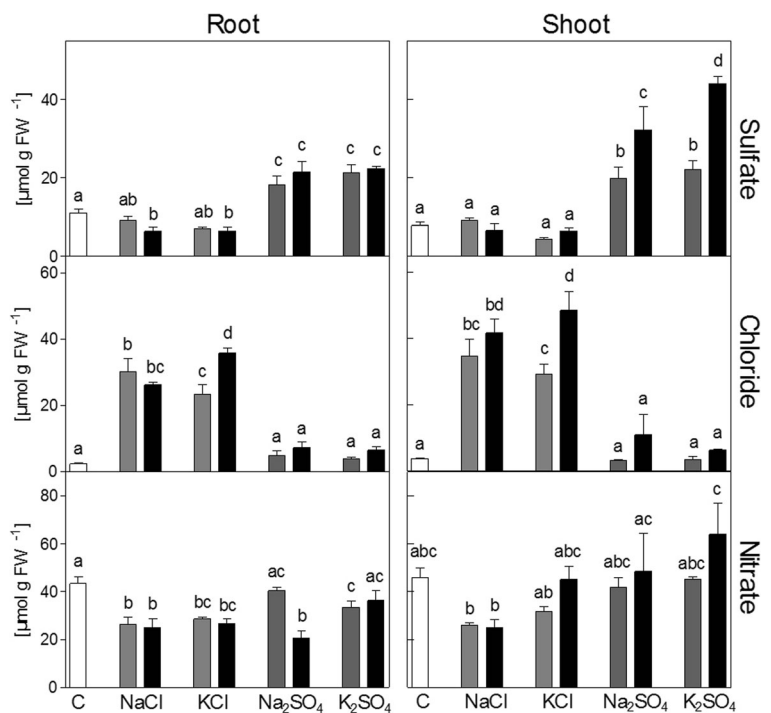 Root Shoot
[µmol g FW ⁻¹]
40
20
0
a ab b ab b c c c c
a a a a a b c b d
Sulfate
[µmol g FW ⁻¹]
60
40
20
0
a b bc c d a a a a
a bc bd c d a a a a
Chloride
[µmol g FW ⁻¹]
80
60
40
20
0
a b b bc bc ac b c ac
abc b b ab abc abc ac abc c
Nitrate
C NaCl KCl Na₂SO₄ K₂SO₄ C NaCl KCl Na₂SO₄ K₂SO₄